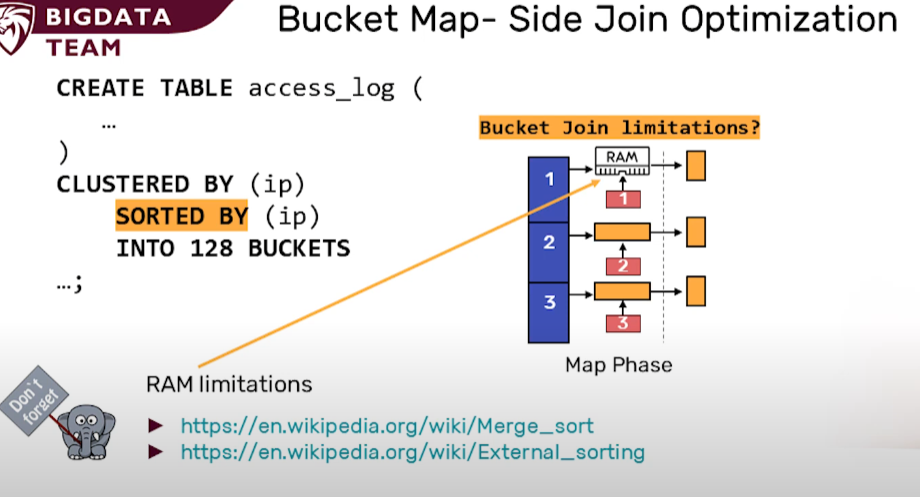 BIGDATA
TEAM
Bucket Map- Side Join Optimization
CREATE TABLE access_log (
…
)
CLUSTERED BY (ip)
SORTED BY (ip)
INTO 128 BUCKETS
…;
Bucket Join limitations?
RAM
1
1
2
2
3
3
Map Phase
RAM limitations
Don't
forget
https://en.wikipedia.org/wiki/Merge_sort
https://en.wikipedia.org/wiki/External_sorting